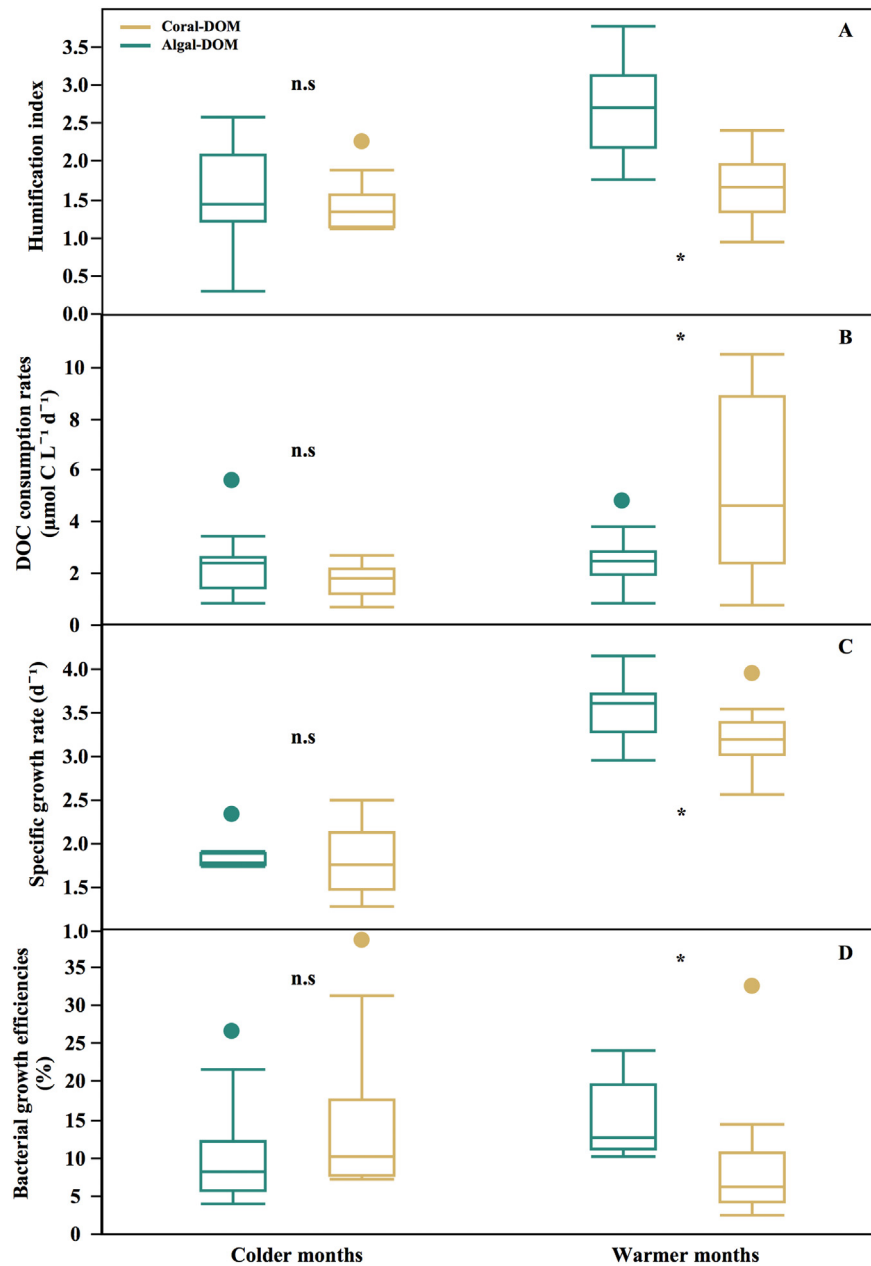 Coral-DOM
Algal-DOM
A
n.s
*
Humification index
3.5
3.0
2.5
2.0
1.5
1.0
0.5
0.0
B
n.s
*
DOC consumption rates
(µmol C L⁻¹ d⁻¹)
10
8
6
4
2
0
C
n.s
*
Specific growth rate (d⁻¹)
4.0
3.5
3.0
2.5
2.0
1.5
1.0
D
n.s
*
Bacterial growth efficiencies
(%)
35
30
25
20
15
10
5
0
Colder months
Warmer months